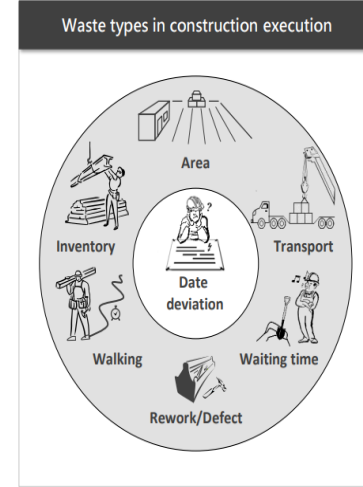 Waste types in construction execution
Area
Inventory
Transport
?
Date
deviation
Walking
Waiting time
Rework/Defect